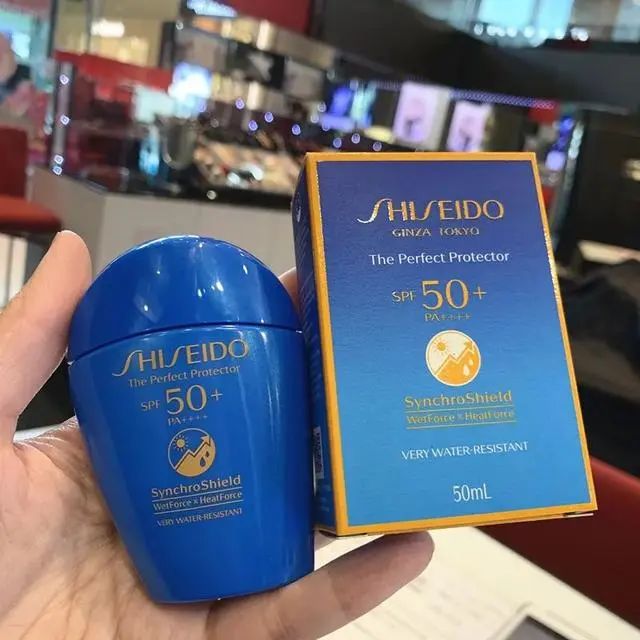 SHISEIDO
The Perfect Protector
SPF 50+
PA++++
SynchroShield
WetForce x HeatForce
VERY WATER-RESISTANT
SHISEIDO
GINZA TOKYO
The Perfect Protector
SPF 50+
PA++++
SynchroShield
WetForce x HeatForce
VERY WATER-RESISTANT
50mL